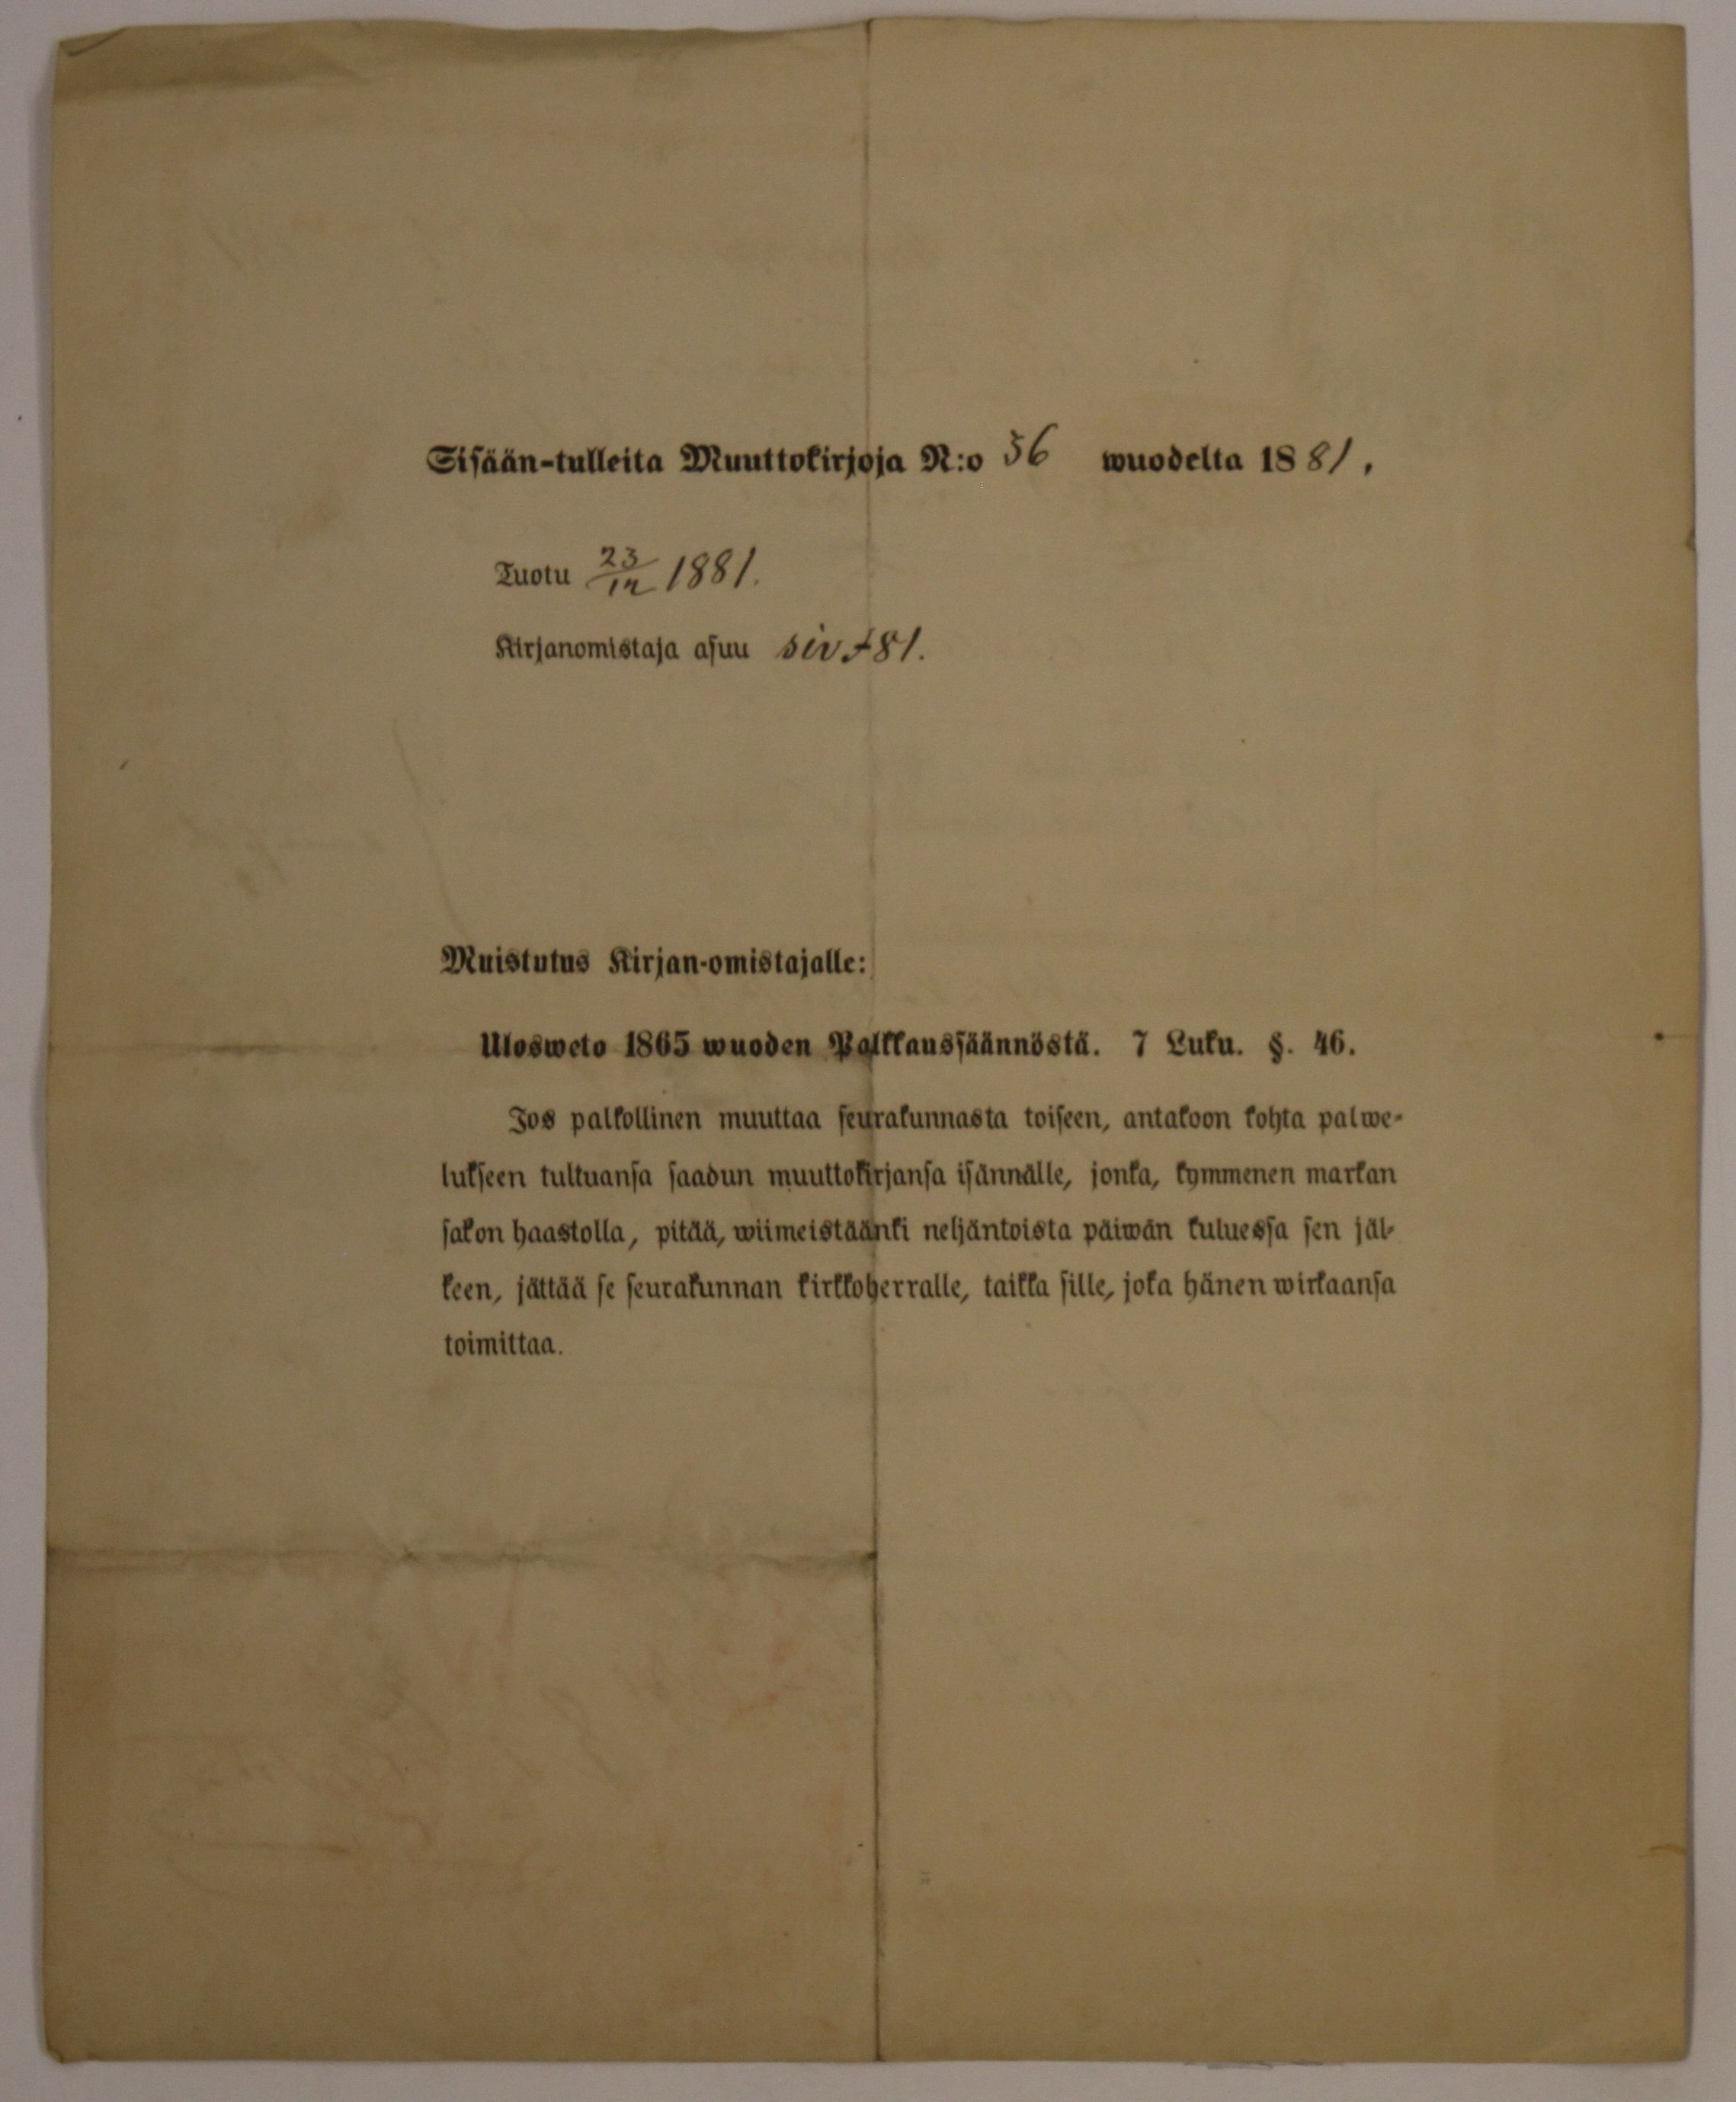 Sisään-tulleita Muuttokirjoja N:o 56 wuodelta 1881.
Tuotu 23/12 1881.
Kirjanomistaja asuu siv 781.
Muistutus Kirjan-omistajalle:
Ulosweto 1865 wuoden Palkkaussäännöstä. 7 Luku. §. 46.
Jos palkollinen muuttaa seurakunnasta toiseen, antakoon kohta palwe-
lukseen tultuansa saadun muuttokirjansa isännälle, jonka, kymmenen markan
sakon haastolla, pitää, wiimeistäänki neljäntoista päiwän kuluessa sen jäl-
keen, jättää se seurakunnan kirkkoherralle, taikka sille, joka hänen wirkaansa
toimittaa.